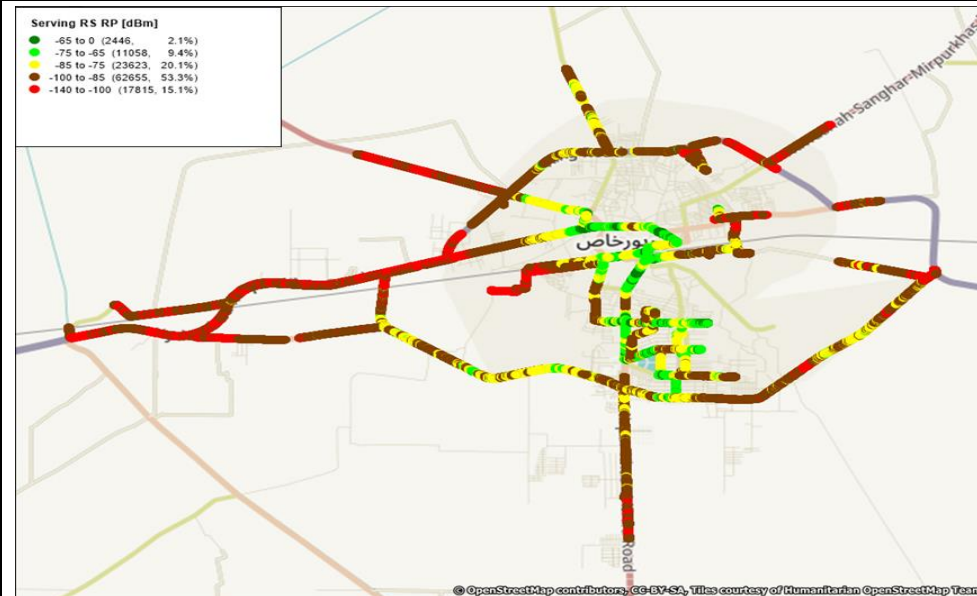 Serving RS RP [dBm]
-65 to 0 (2446, 2.1%)
-75 to -65 (11058, 9.4%)
-85 to -75 (23623, 20.1%)
-100 to -85 (62655, 53.3%)
-140 to -100 (17815, 15.1%)
ah-Sanghar-Mirpurkhas
Road
© OpenStreetMap contributors, CC-BY-SA, Tiles courtesy of Humanitarian OpenStreetMap Team